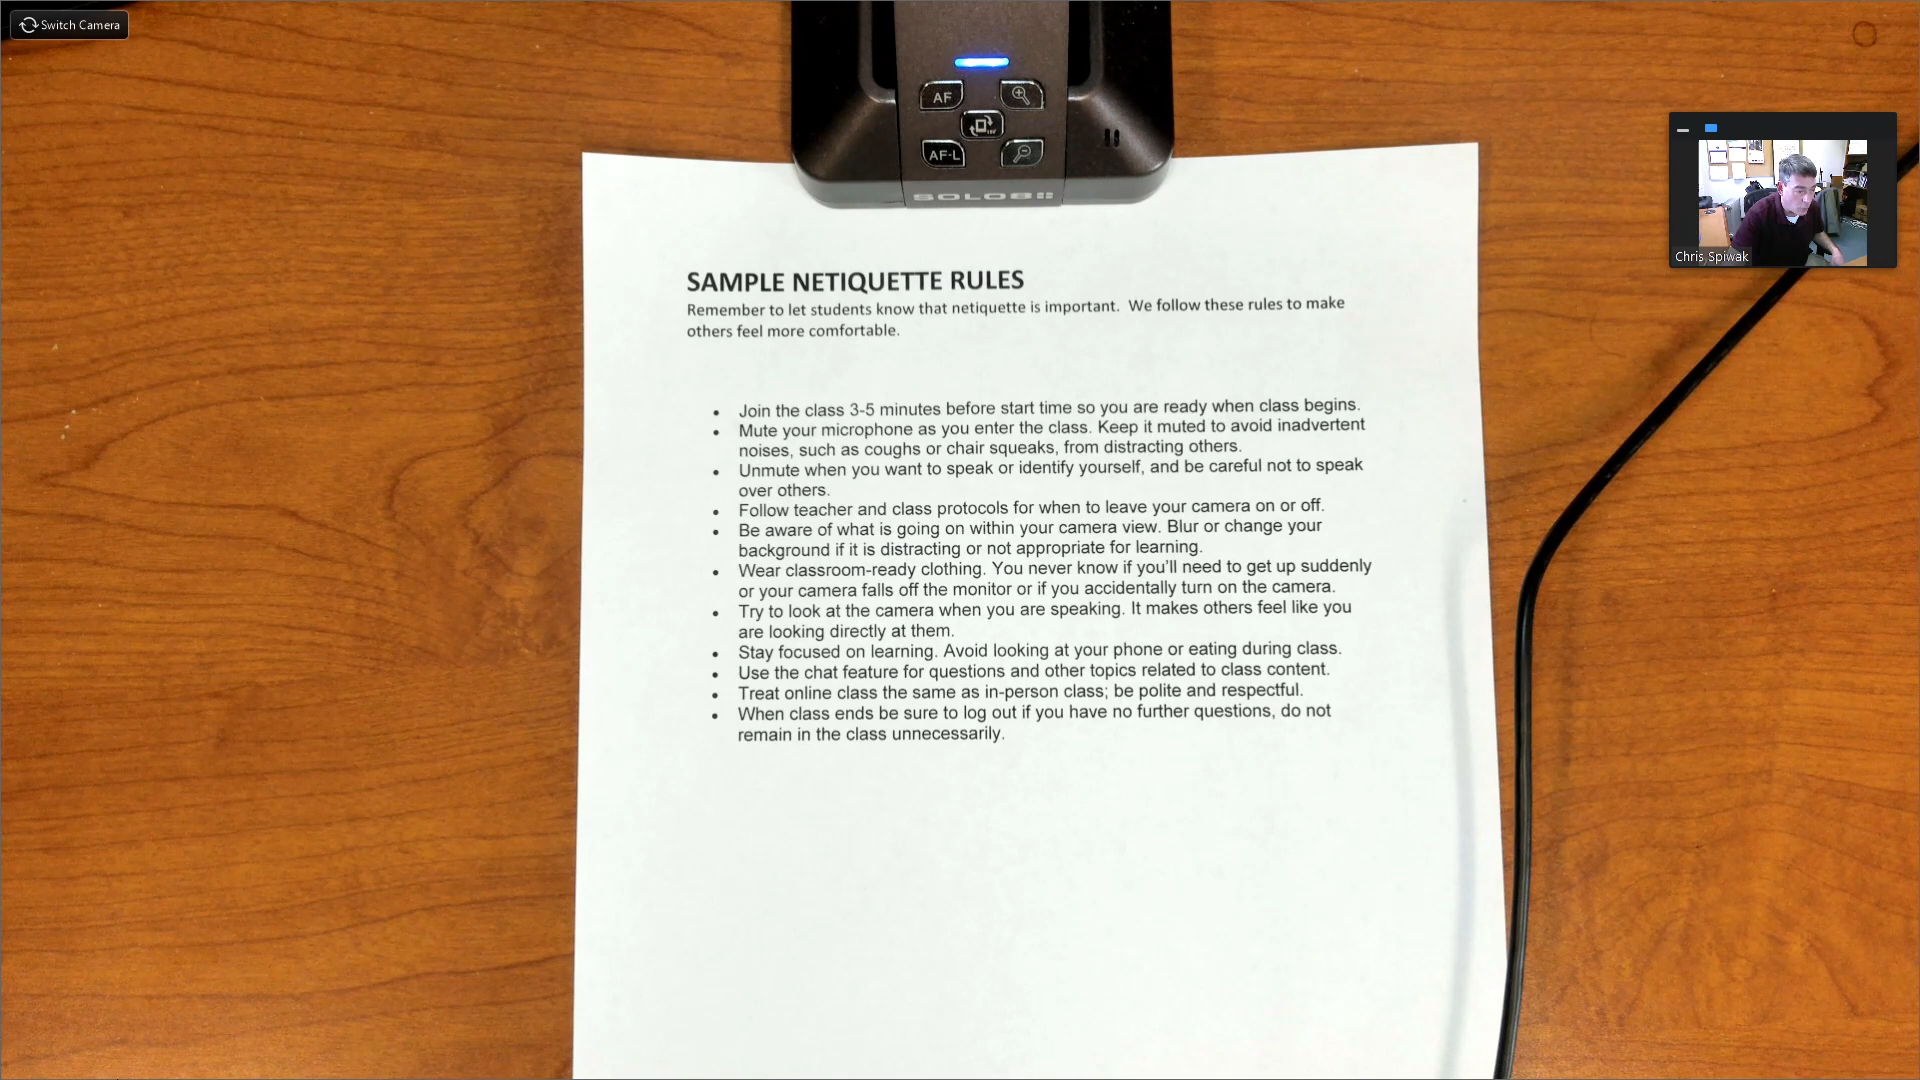 Switch Camera
AF
AF-L
SOLO8
Chris Spiwak
SAMPLE NETIQUETTE RULES
Remember to let students know that netiquette is important.  We follow these rules to make
others feel more comfortable.
• Join the class 3-5 minutes before start time so you are ready when class begins.
• Mute your microphone as you enter the class. Keep it muted to avoid inadvertent
noises, such as coughs or chair squeaks, from distracting others.
• Unmute when you want to speak or identify yourself, and be careful not to speak
over others.
• Follow teacher and class protocols for when to leave your camera on or off.
• Be aware of what is going on within your camera view. Blur or change your
background if it is distracting or not appropriate for learning.
• Wear classroom-ready clothing. You never know if you’ll need to get up suddenly
or your camera falls off the monitor or if you accidentally turn on the camera.
• Try to look at the camera when you are speaking. It makes others feel like you
are looking directly at them.
• Stay focused on learning. Avoid looking at your phone or eating during class.
• Use the chat feature for questions and other topics related to class content.
• Treat online class the same as in-person class; be polite and respectful.
• When class ends be sure to log out if you have no further questions, do not
remain in the class unnecessarily.